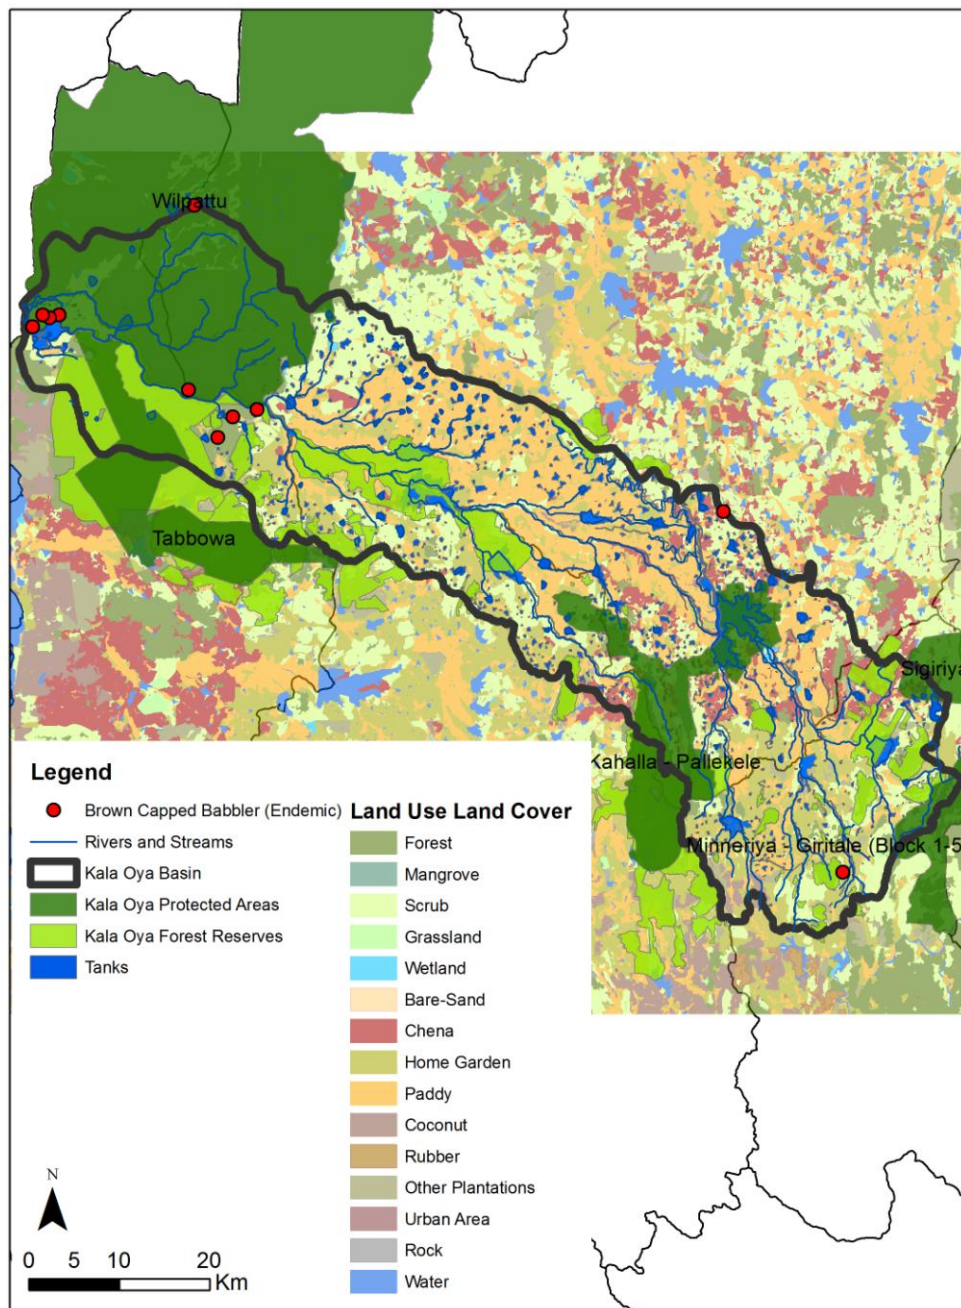 Wilpattu
Tabbowa
Sigiriya
Kahalla - Pallekele
Minneriya - Giritale (Block 1-5
Legend
Brown Capped Babbler (Endemic)
Rivers and Streams
Kala Oya Basin
Kala Oya Protected Areas
Kala Oya Forest Reserves
Tanks
Land Use Land Cover
Forest
Mangrove
Scrub
Grassland
Wetland
Bare-Sand
Chena
Home Garden
Paddy
Coconut
Rubber
Other Plantations
Urban Area
Rock
Water
N
0 5 10 20
Km